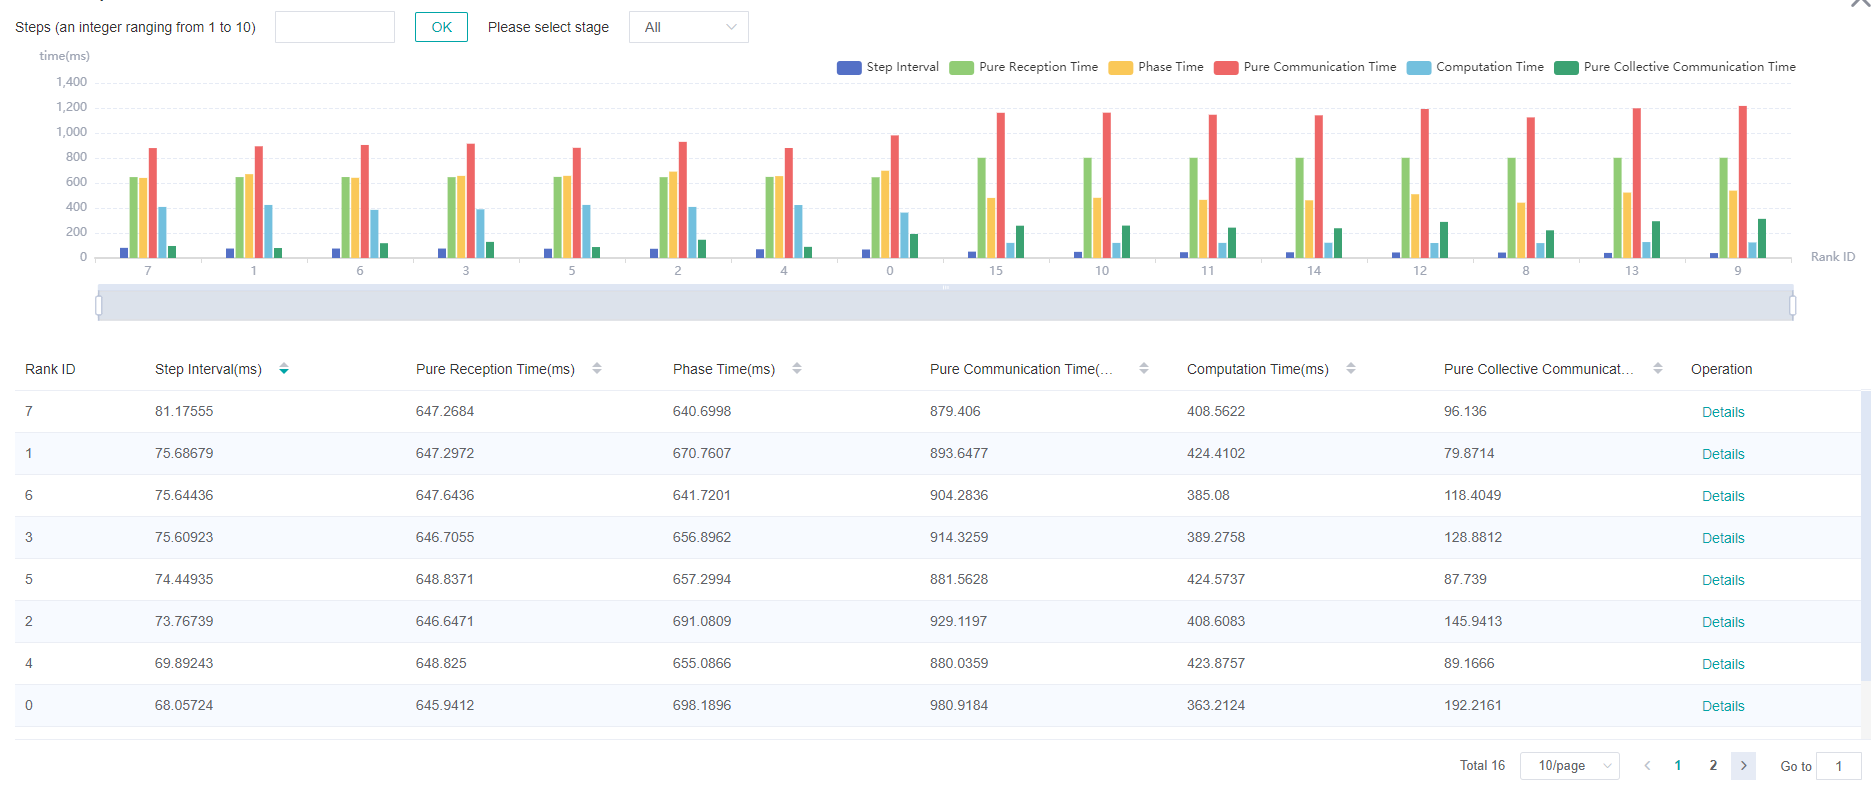 Steps (an integer ranging from 1 to 10) OK Please select stage All
time(ms)
Step Interval Pure Reception Time Phase Time Pure Communication Time Computation Time Pure Collective Communication Time
1,400
1,200
1,000
800
600
400
200
0
7 1 6 3 5 2 4 0 15 10 11 14 12 8 13 9
Rank ID
Rank ID Step Interval(ms) Pure Reception Time(ms) Phase Time(ms) Pure Communication Time(... Computation Time(ms) Pure Collective Communicat... Operation
7 81.17555 647.2684 640.6998 879.406 408.5622 96.136 Details
1 75.68679 647.2972 670.7607 893.6477 424.4102 79.8714 Details
6 75.64436 647.6436 641.7201 904.2836 385.08 118.4049 Details
3 75.60923 646.7055 656.8962 914.3259 389.2758 128.8812 Details
5 74.44935 648.8371 657.2994 881.5628 424.5737 87.739 Details
2 73.76739 646.6471 691.0809 929.1197 408.6083 145.9413 Details
4 69.89243 648.825 655.0866 880.0359 423.8757 89.1666 Details
0 68.05724 645.9412 698.1896 980.9184 363.2124 192.2161 Details
Total 16 10/page < 1 2 > Go to 1